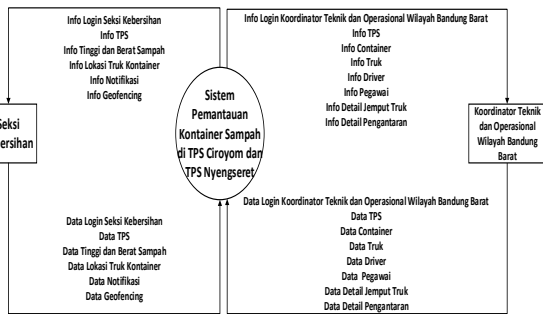 Info Login Seksi Kebersihan
Info TPS
Info Tinggi dan Berat Sampah
Info Lokasi Truk Kontainer
Info Notifikasi
Info Geofencing
Info Login Koordinator Teknik dan Operasional Wilayah Bandung Barat
Info TPS
Info Container
Info Truk
Info Driver
Info Pegawai
Info Detail Jemput Truk
Info Detail Pengantaran
Seksi
ersihan
Sistem
Pemantauan
Kontainer Sampah
di TPS Ciroyom dan
TPS Nyengseret
Koordinator Teknik
dan Operasional
Wilayah Bandung
Barat
Data Login Seksi Kebersihan
Data TPS
Data Tinggi dan Berat Sampah
Data Lokasi Truk Kontainer
Data Notifikasi
Data Geofencing
Data Login Koordinator Teknik dan Operasional Wilayah Bandung Barat
Data TPS
Data Container
Data Truk
Data Driver
Data Pegawai
Data Detail Jemput Truk
Data Detail Pengantaran